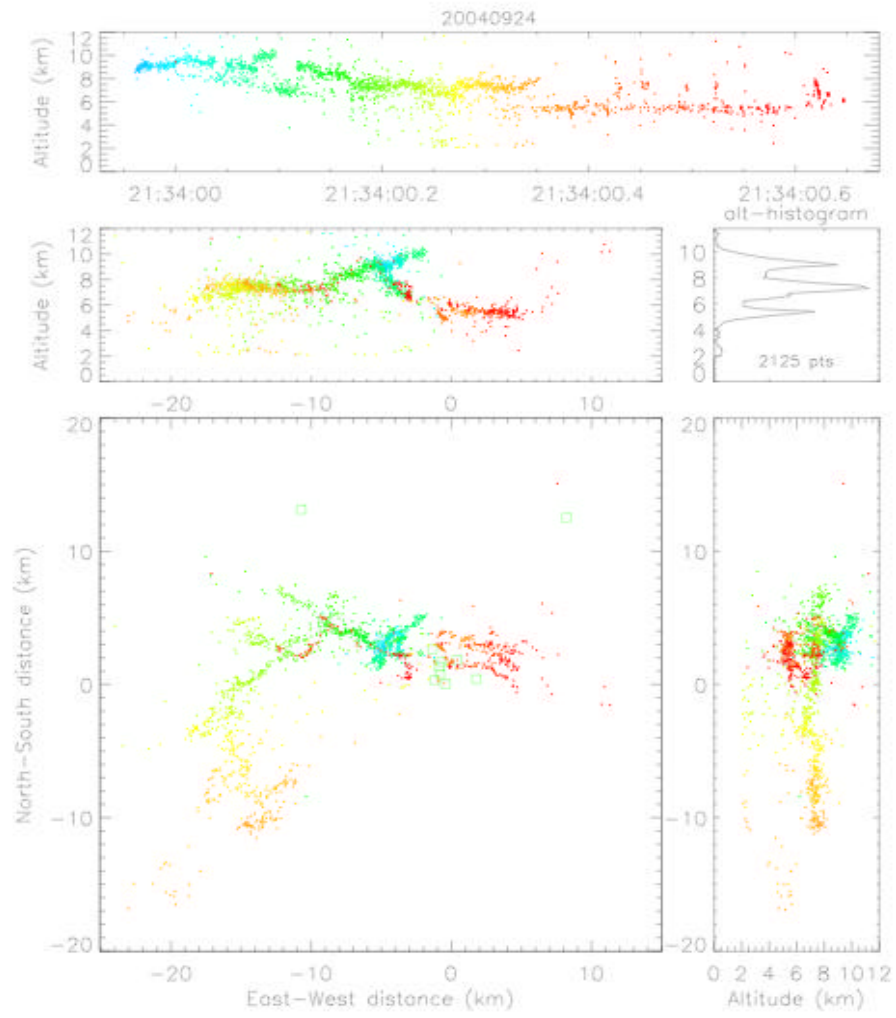 20040924
12
10
8
6
4
2
0
Altitude (km)
21:34:00 21:34:00.2 21:34:00.4 21:34:00.6
alt-histogram
12
10
8
6
4
2
0
Altitude (km)
-20 -10 0 10
10
8
6
4
2
0
2125 pts
20
10
0
-10
-20
North-South distance (km)
-20 -10 0 10
East-West distance (km)
20
10
0
-10
-20
0 2 4 6 8 10 12
Altitude (km)